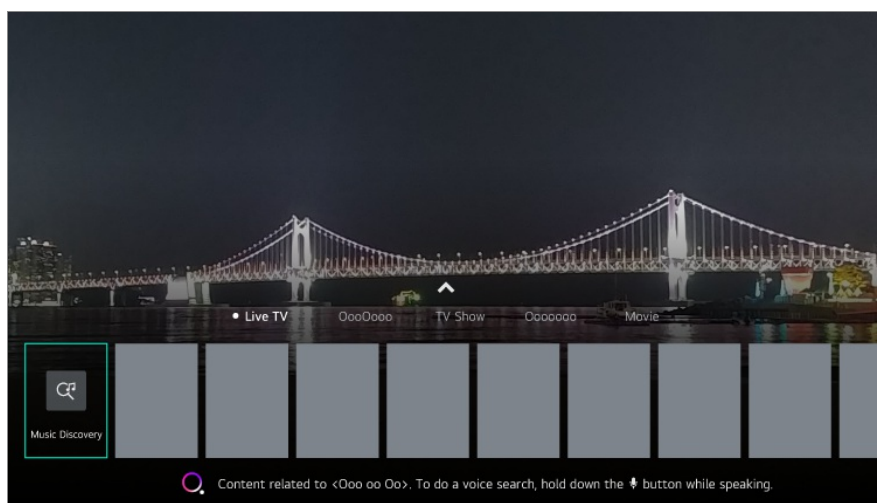 Live TV OooOooo TV Show Ooooooo Movie
Music Discovery
Content related to <Ooo oo Oo>. To do a voice search, hold down the button while speaking.